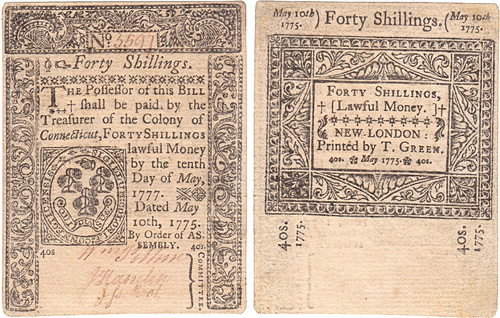 No. 5591
Forty Shillings.
THE Possessor of this BILL
shall be paid by the
Treasurer of the Colony of
Connecticut, FORTY SHILLINGS
lawful Money
by the tenth
Day of May,
1777.
Dated May
10th, 1775.
By Order of AS-
SEMBLY.
40s
40s.
COMMITTEE.
May 10th) Forty Shillings. (May 10th
1775. 1775.
FORTY SHILLINGS,
[Lawful Money,]
NEW-LONDON:
Printed by T. GREEN.
40s. May 1775. 40s.
40s.
1775.
40s.
1775.